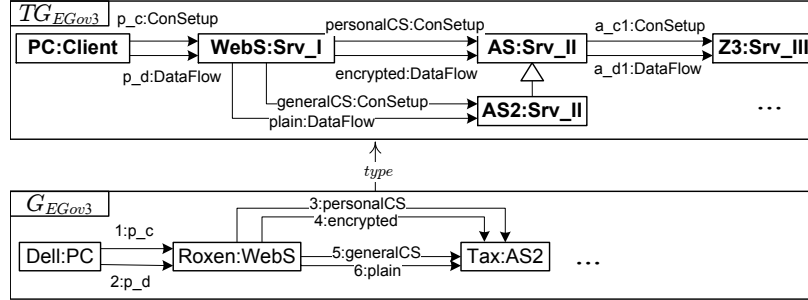 TG_EGov3
p_c:ConSetup
personalCS:ConSetup
a_c1:ConSetup
PC:Client
WebS:Srv_I
AS:Srv_II
Z3:Srv_III
p_d:DataFlow
encrypted:DataFlow
a_d1:DataFlow
generalCS:ConSetup
AS2:Srv_II
plain:DataFlow
...
type
G_EGov3
3:personalCS
4:encrypted
1:p_c
Dell:PC
Roxen:WebS
5:generalCS
Tax:AS2
...
2:p_d
6:plain